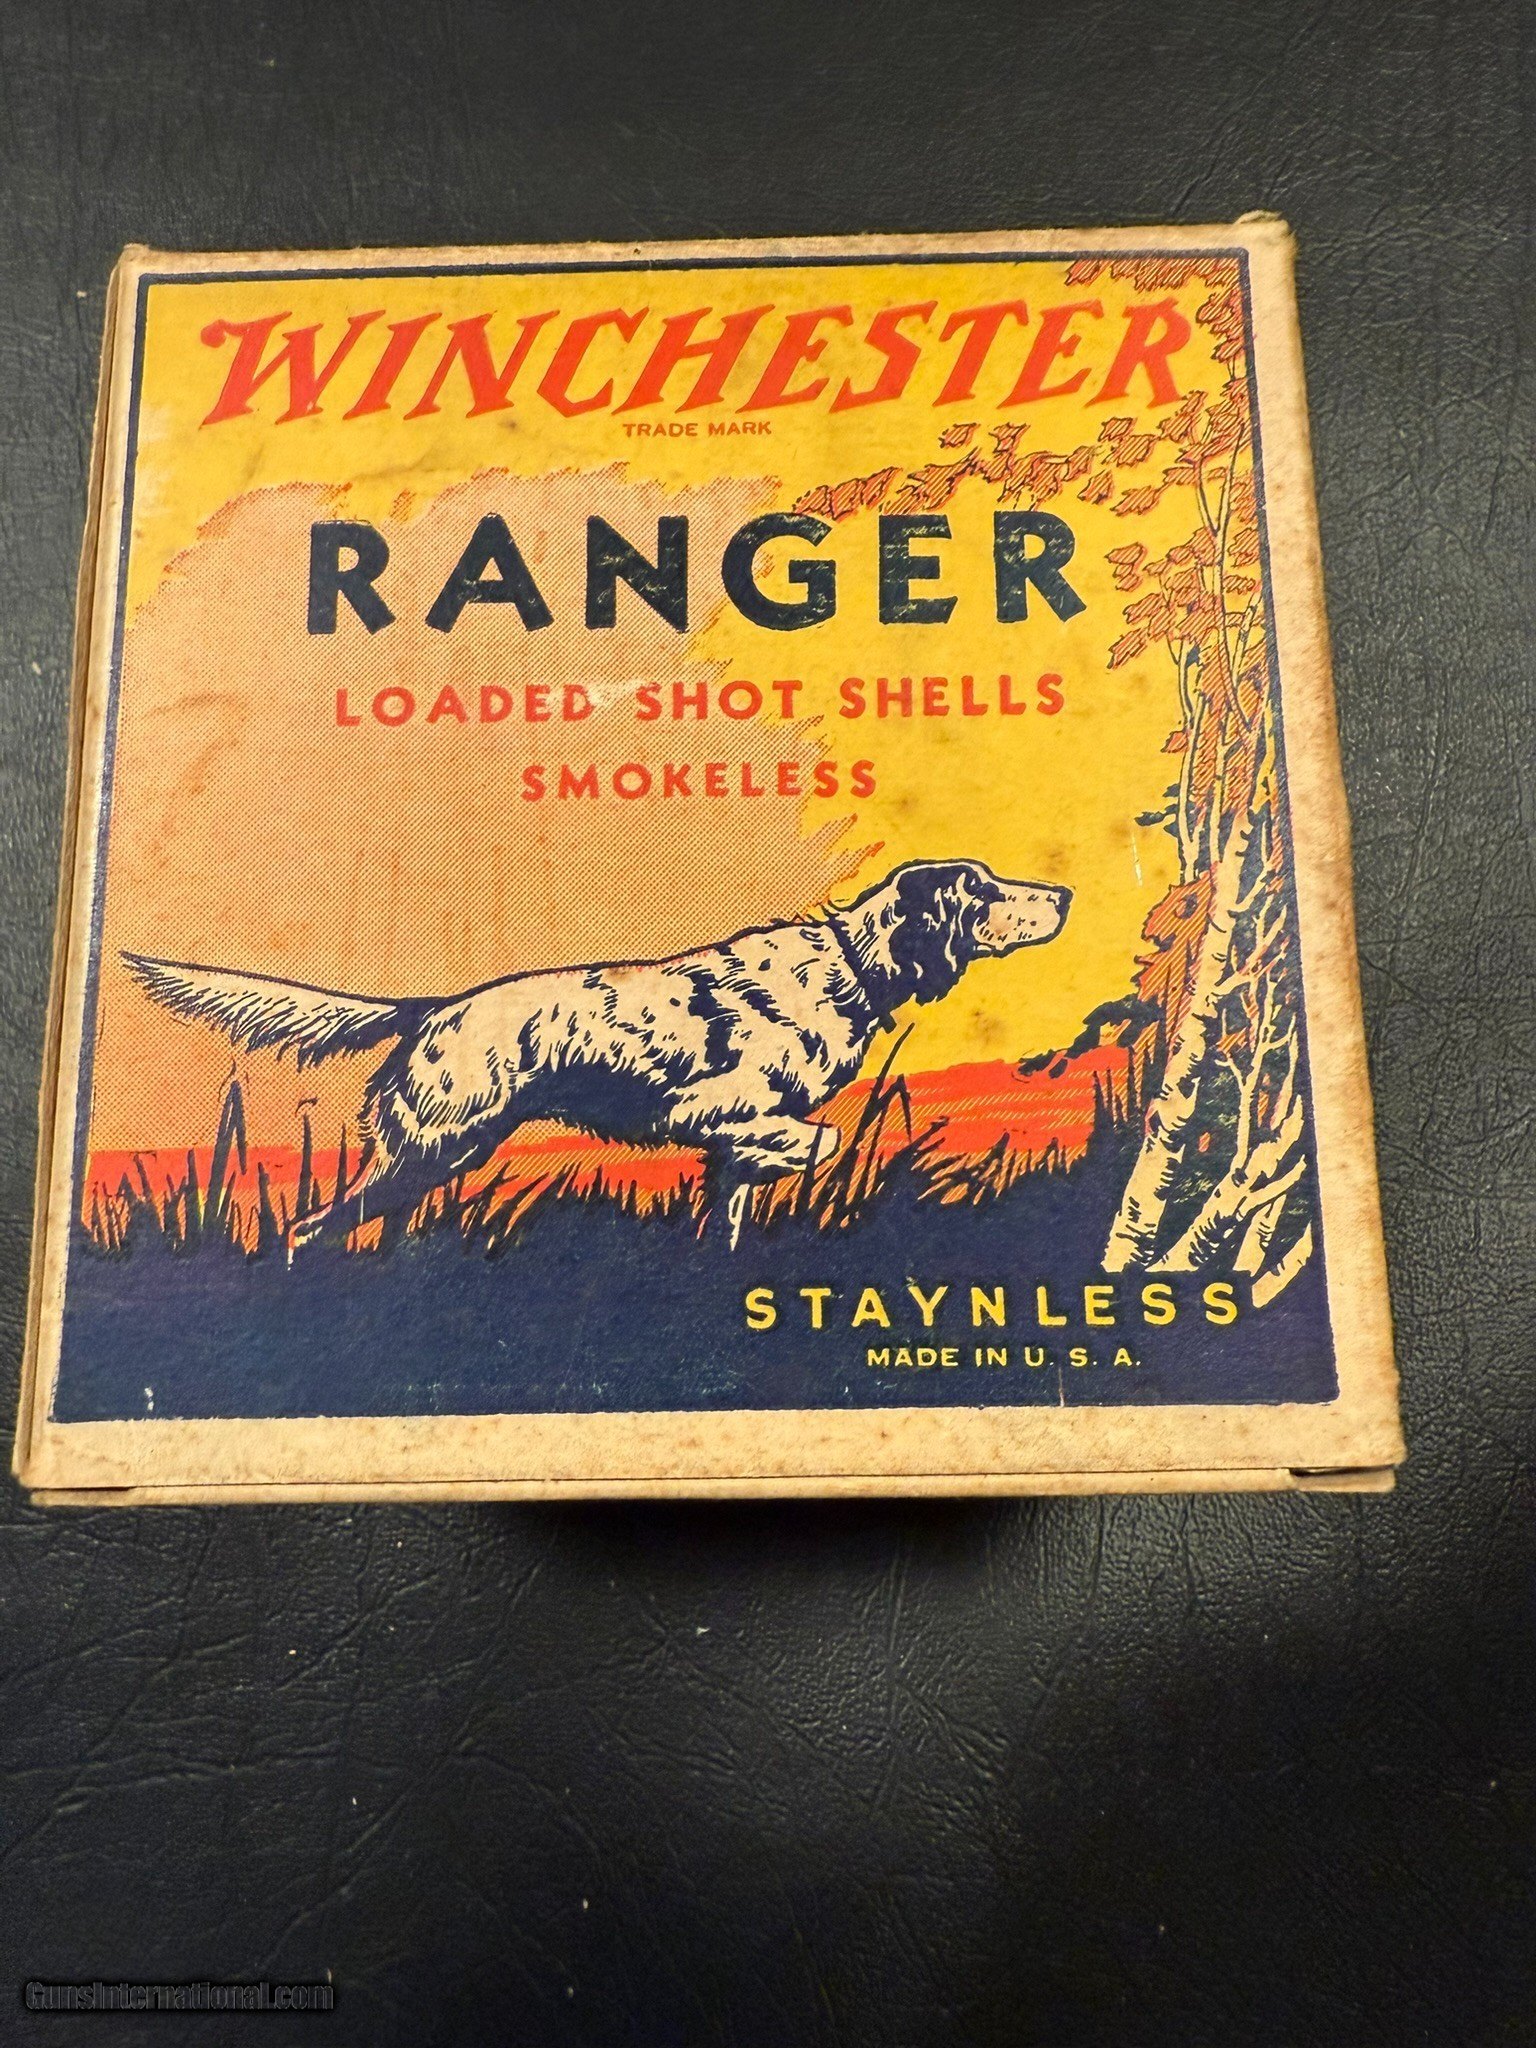 WINCHESTER
TRADE MARK
RANGER
LOADED SHOT SHELLS
SMOKELESS
STAYNLESS
MADE IN U. S. A.
GunsInternational.com